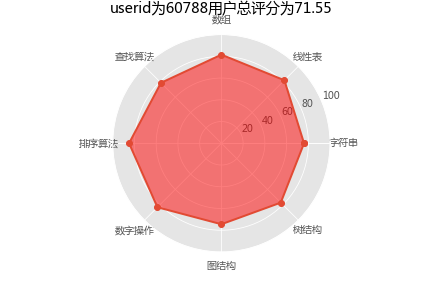 userid为60788用户总评分为71.55
数组
查找算法
线性表
100
80
60
40
20
排序算法
字符串
数字操作
树结构
图结构